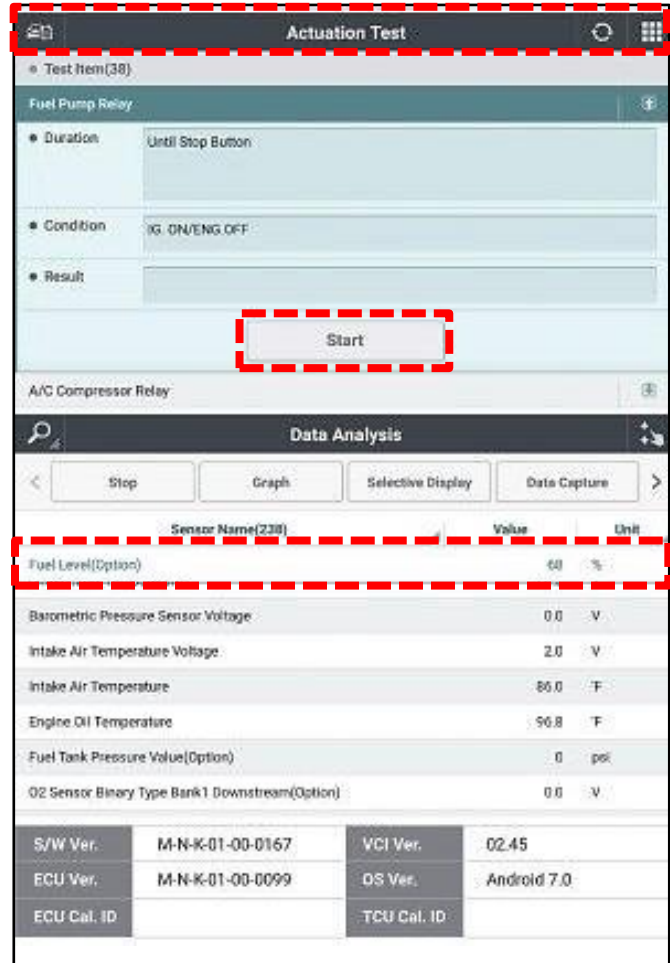 Actuation Test
Test Item(38)
Fuel Pump Relay
Duration Until Stop Button
Condition IG. ON/ENG.OFF
Result
Start
A/C Compressor Relay
Data Analysis
< Stop Graph Selective Display Data Capture >
Sensor Name(238) Value Unit
Fuel Level(Option) 60 %
Barometric Pressure Sensor Voltage 0.0 V
Intake Air Temperature Voltage 2.0 V
Intake Air Temperature 86.0 °F
Engine Oil Temperature 96.8 °F
Fuel Tank Pressure Value(Option) 0 psi
O2 Sensor Binary Type Bank1 Downstream(Option) 0.0 V
S/W Ver. M-N-K-01-00-0167 VCI Ver. 02.45
ECU Ver. M-N-K-01-00-0099 OS Ver. Android 7.0
ECU Cal. ID TCU Cal. ID